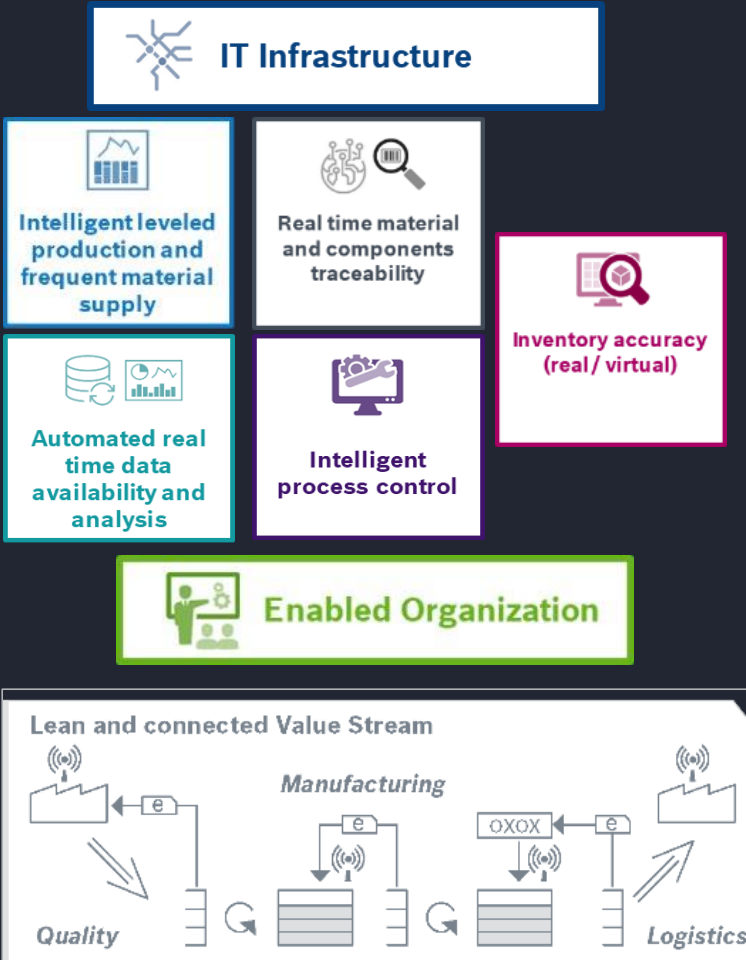 IT Infrastructure
Intelligent leveled
production and
frequent material
supply
Real time material
and components
traceability
Inventory accuracy
(real / virtual)
Automated real
time data
availability and
analysis
Intelligent
process control
Enabled Organization
Lean and connected Value Stream
Manufacturing
e
e
OXOX
e
Quality
Logistics